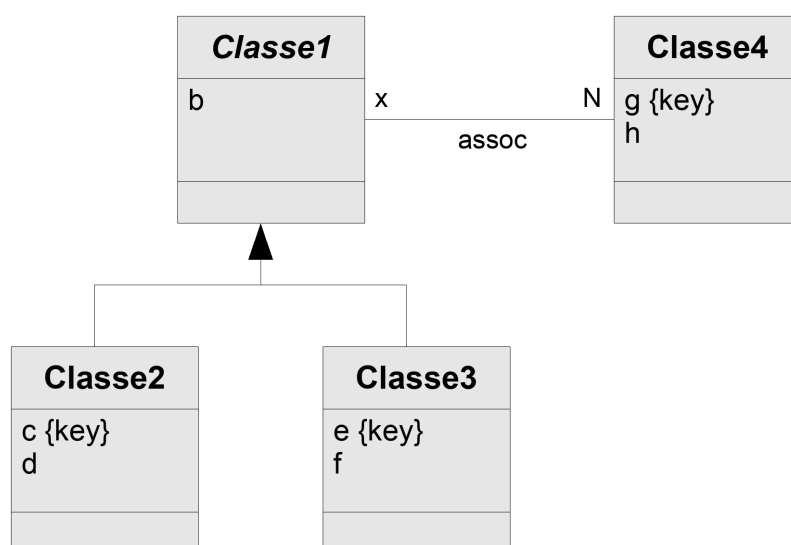 Classe1
b
x
N
assoc
Classe4
g {key}
h
Classe2
c {key}
d
Classe3
e {key}
f